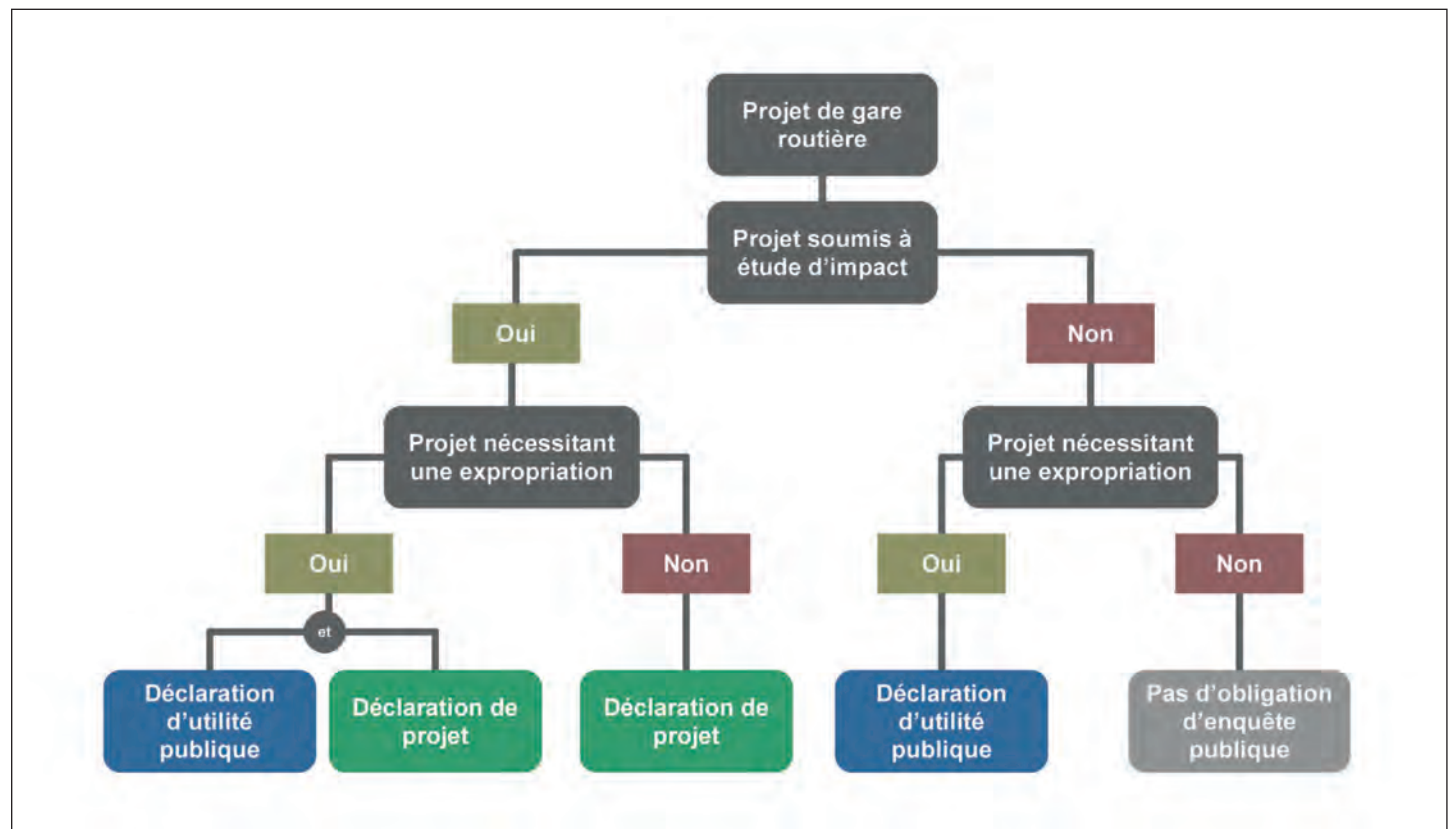 Projet de gare
routière
Projet soumis à
étude d'impact
Oui
Non
Projet nécessitant
une expropriation
Projet nécessitant
une expropriation
Oui
Non
Oui
Non
et
Déclaration
d'utilité
publique
Déclaration de
projet
Déclaration de
projet
Déclaration
d'utilité
publique
Pas d'obligation
d'enquête
publique